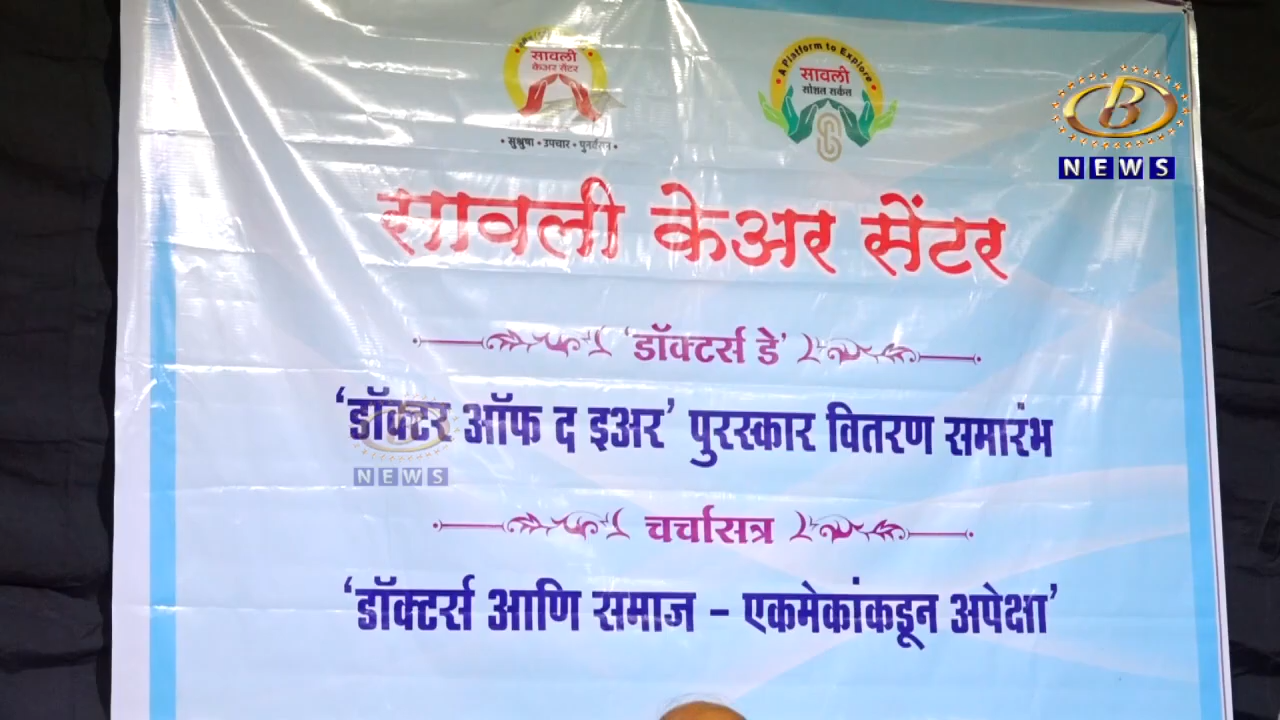 सावली
केअर सेंटर
• सुश्रुषा • उपचार • पुनर्वसन •
• A Platform to Explore •
सावली
सोशल सर्कल
B
NEWS
सावली केअर सेंटर
'डॉक्टर्स डे'
'डॉक्टर ऑफ द इअर' पुरस्कार वितरण समारंभ
NEWS
चर्चासत्र
'डॉक्टर्स आणि समाज – एकमेकांकडून अपेक्षा'